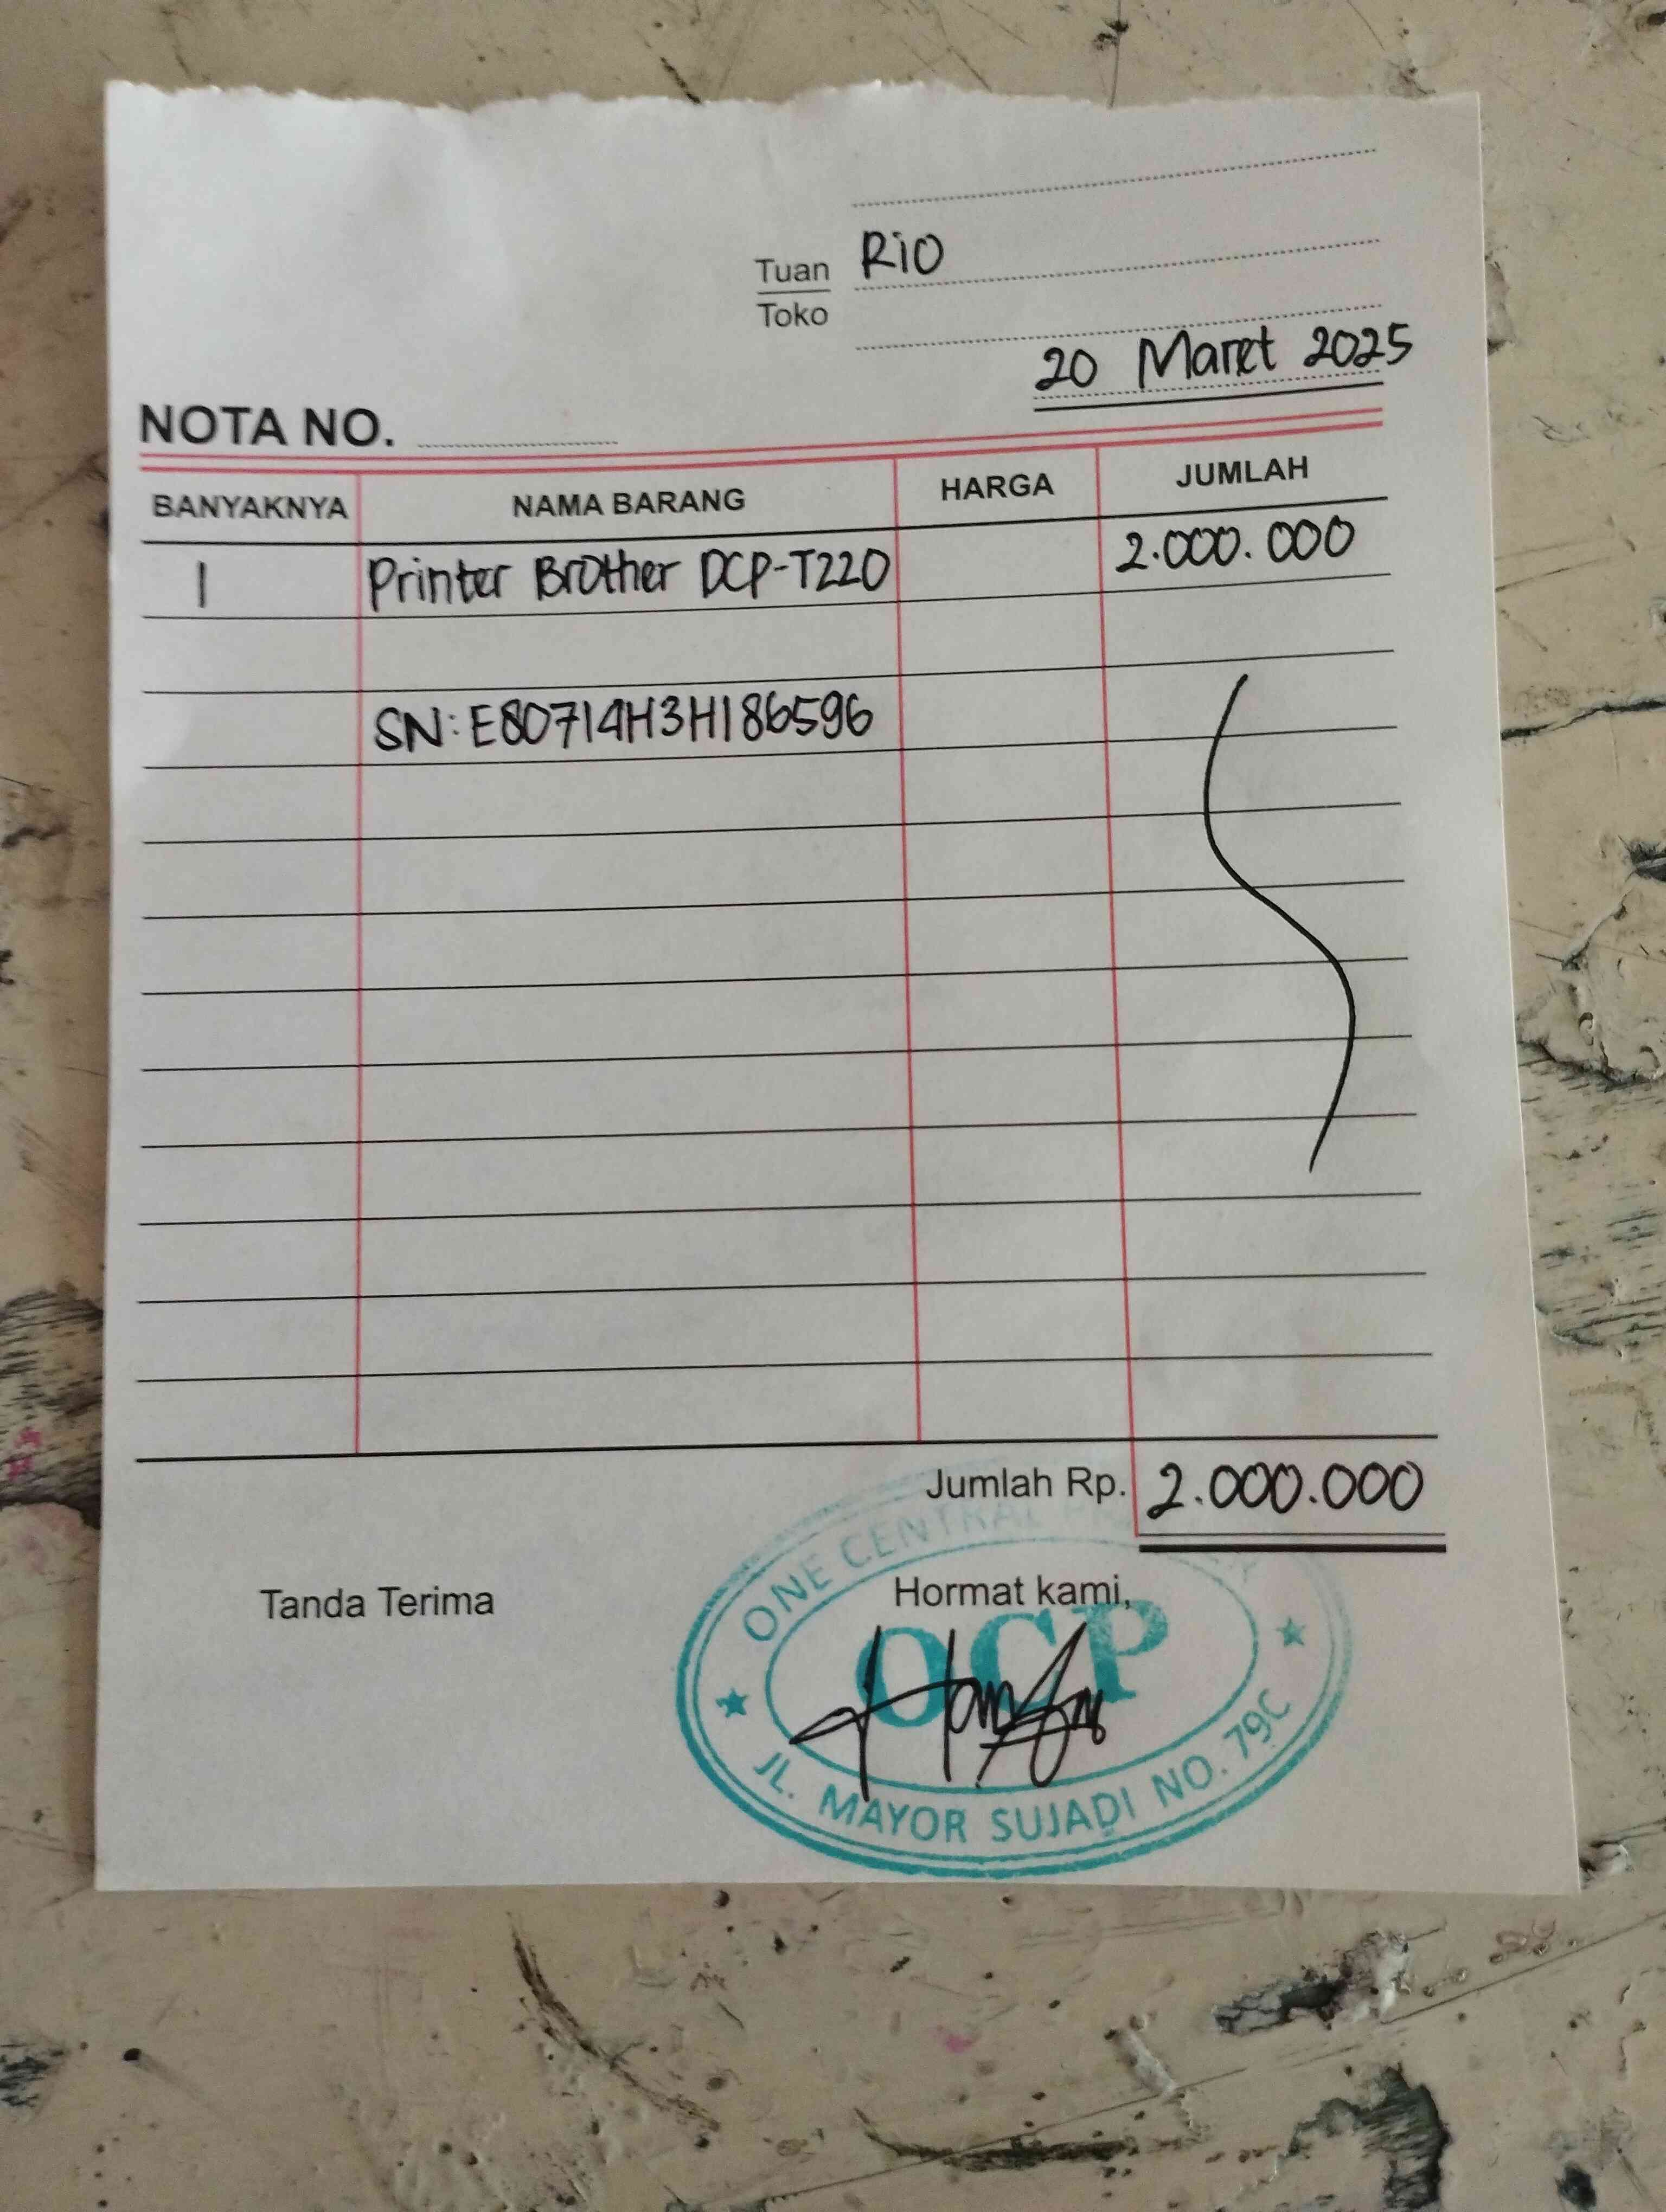 Tuan RIO
Toko
20 Maret 2025
NOTA NO.
BANYAKNYA NAMA BARANG HARGA JUMLAH
1 Printer Brother DCP-T220 2.000.000
SN: E80714H3H186596
Jumlah Rp. 2.000.000
Tanda Terima Hormat kami,
ONE CENTRAL
OCP
JL. MAYOR SUJADI NO. 79C